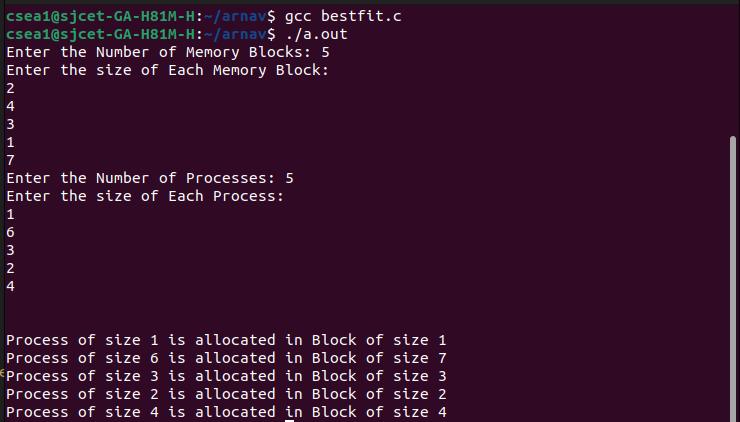 csea1@sjcet-GA-H81M-H:~/arnav$ gcc bestfit.c
csea1@sjcet-GA-H81M-H:~/arnav$ ./a.out
Enter the Number of Memory Blocks: 5
Enter the size of Each Memory Block:
2
4
3
1
7
Enter the Number of Processes: 5
Enter the size of Each Process:
1
6
3
2
4
Process of size 1 is allocated in Block of size 1
Process of size 6 is allocated in Block of size 7
Process of size 3 is allocated in Block of size 3
Process of size 2 is allocated in Block of size 2
Process of size 4 is allocated in Block of size 4